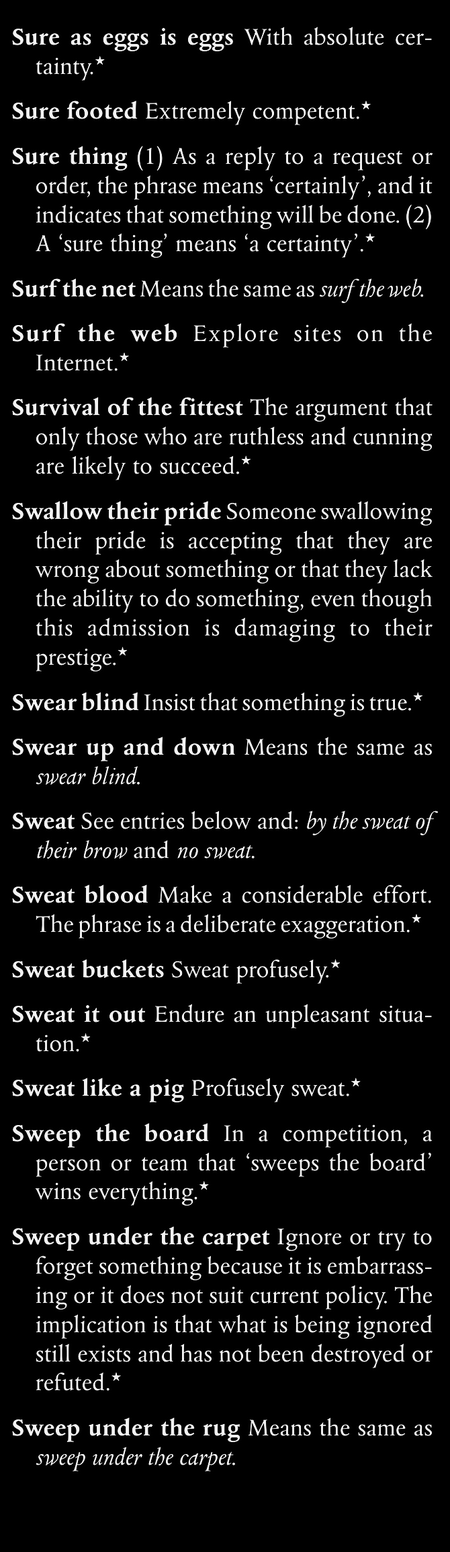 Sure as eggs is eggs With absolute cer-
tainty.★
Sure footed Extremely competent.★
Sure thing (1) As a reply to a request or
order, the phrase means ‘certainly’, and it
indicates that something will be done. (2)
A ‘sure thing’ means ‘a certainty’.★
Surf the net Means the same as surf the web.
Surf the web Explore sites on the
Internet.★
Survival of the fittest The argument that
only those who are ruthless and cunning
are likely to succeed.★
Swallow their pride Someone swallowing
their pride is accepting that they are
wrong about something or that they lack
the ability to do something, even though
this admission is damaging to their
prestige.★
Swear blind Insist that something is true.★
Swear up and down Means the same as
swear blind.
Sweat See entries below and: by the sweat of
their brow and no sweat.
Sweat blood Make a considerable effort.
The phrase is a deliberate exaggeration.★
Sweat buckets Sweat profusely.★
Sweat it out Endure an unpleasant situa-
tion.★
Sweat like a pig Profusely sweat.★
Sweep the board In a competition, a
person or team that ‘sweeps the board’
wins everything.★
Sweep under the carpet Ignore or try to
forget something because it is embarrass-
ing or it does not suit current policy. The
implication is that what is being ignored
still exists and has not been destroyed or
refuted.★
Sweep under the rug Means the same as
sweep under the carpet.